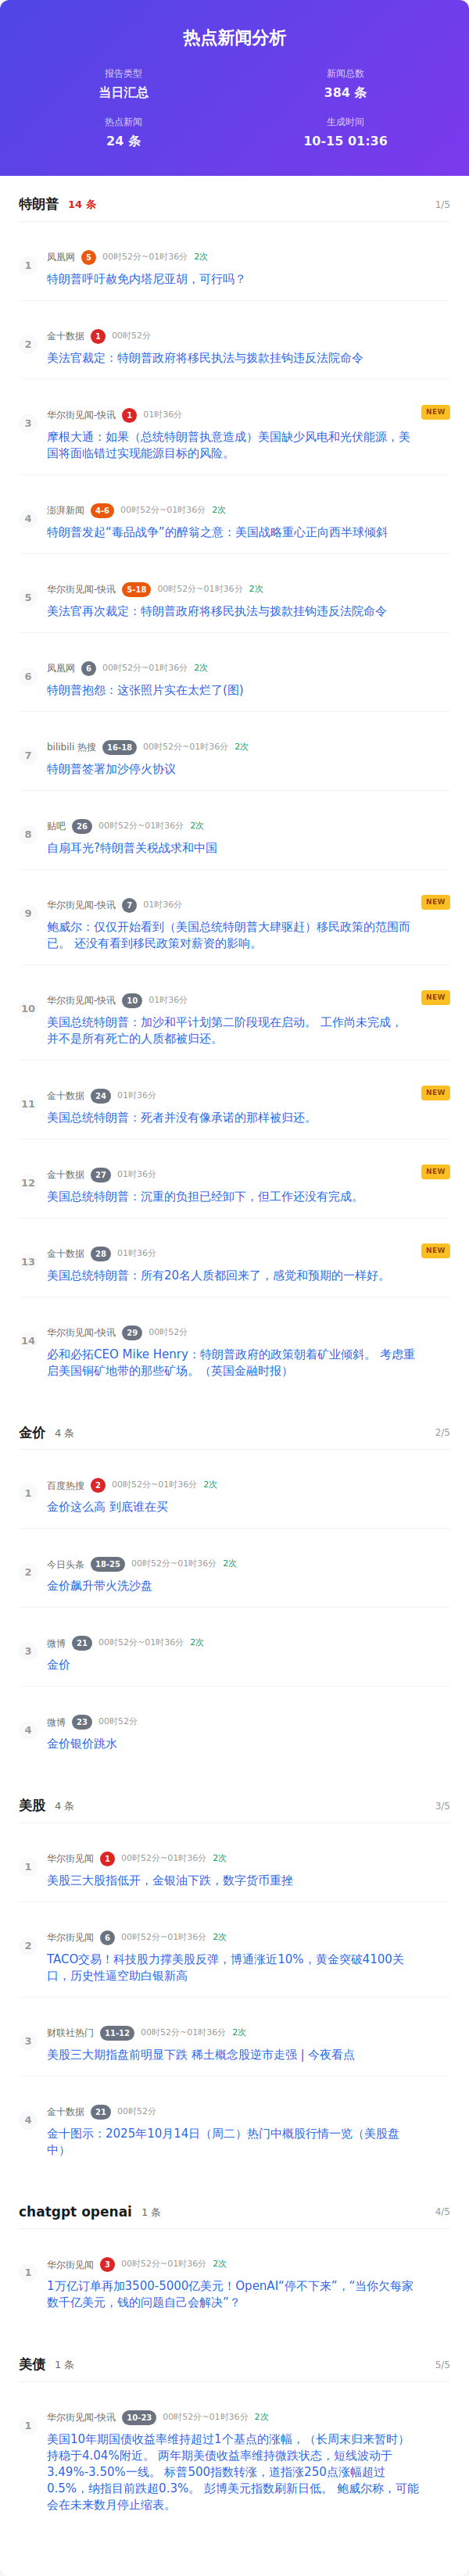 热点新闻分析
报告类型
新闻总数
当日汇总
384 条
热点新闻
生成时间
24 条
10-15 01:36
特朗普 14 条 1/5
1
凤凰网 5 00时52分~01时36分 2次
特朗普呼吁赦免内塔尼亚胡，可行吗？
2
金十数据 1 00时52分
美法官裁定：特朗普政府将移民执法与拨款挂钩违反法院命令
3
华尔街见闻-快讯 1 01时36分 NEW
摩根大通：如果（总统特朗普执意造成）美国缺少风电和光伏能源，美
国将面临错过实现能源目标的风险。
4
澎湃新闻 4-6 00时52分~01时36分 2次
特朗普发起“毒品战争”的醉翁之意：美国战略重心正向西半球倾斜
5
华尔街见闻-快讯 5-18 00时52分~01时36分 2次
美法官再次裁定：特朗普政府将移民执法与拨款挂钩违反法院命令
6
凤凰网 6 00时52分~01时36分 2次
特朗普抱怨：这张照片实在太烂了(图)
7
bilibili 热搜 16-18 00时52分~01时36分 2次
特朗普签署加沙停火协议
8
贴吧 26 00时52分~01时36分 2次
自扇耳光?特朗普关税战求和中国
9
华尔街见闻-快讯 7 01时36分 NEW
鲍威尔：仅仅开始看到（美国总统特朗普大肆驱赶）移民政策的范围而
已。 还没有看到移民政策对薪资的影响。
10
华尔街见闻-快讯 10 01时36分 NEW
美国总统特朗普：加沙和平计划第二阶段现在启动。 工作尚未完成，
并不是所有死亡的人质都被归还。
11
金十数据 24 01时36分 NEW
美国总统特朗普：死者并没有像承诺的那样被归还。
12
金十数据 27 01时36分 NEW
美国总统特朗普：沉重的负担已经卸下，但工作还没有完成。
13
金十数据 28 01时36分 NEW
美国总统特朗普：所有20名人质都回来了，感觉和预期的一样好。
14
华尔街见闻-快讯 29 00时52分
必和必拓CEO Mike Henry：特朗普政府的政策朝着矿业倾斜。 考虑重
启美国铜矿地带的那些矿场。（英国金融时报）
金价 4 条 2/5
1
百度热搜 2 00时52分~01时36分 2次
金价这么高 到底谁在买
2
今日头条 18-25 00时52分~01时36分 2次
金价飙升带火洗沙盘
3
微博 21 00时52分~01时36分 2次
金价
4
微博 23 00时52分
金价银价跳水
美股 4 条 3/5
1
华尔街见闻 1 00时52分~01时36分 2次
美股三大股指低开，金银油下跌，数字货币重挫
2
华尔街见闻 6 00时52分~01时36分 2次
TACO交易！科技股力撑美股反弹，博通涨近10%，黄金突破4100关
口，历史性逼空助白银新高
3
财联社热门 11-12 00时52分~01时36分 2次
美股三大期指盘前明显下跌 稀土概念股逆市走强 | 今夜看点
4
金十数据 21 00时52分
金十图示：2025年10月14日（周二）热门中概股行情一览（美股盘
中）
chatgpt openai 1 条 4/5
1
华尔街见闻 3 00时52分~01时36分 2次
1万亿订单再加3500-5000亿美元！OpenAI“停不下来”，“当你欠每家
数千亿美元，钱的问题自己会解决”？
美债 1 条 5/5
1
华尔街见闻-快讯 10-23 00时52分~01时36分 2次
美国10年期国债收益率维持超过1个基点的涨幅，（长周末归来暂时）
持稳于4.04%附近。 两年期美债收益率维持微跌状态，短线波动于
3.49%-3.50%一线。 标普500指数转涨，道指涨250点涨幅超过
0.5%，纳指目前跌超0.3%。 彭博美元指数刷新日低。 鲍威尔称，可能
会在未来数月停止缩表。